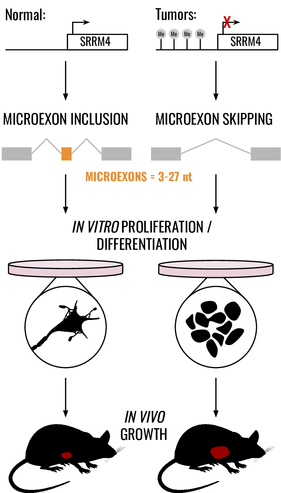 Normal:
Tumors:
SRRM4
Me Me Me Me
X
SRRM4
MICROEXON INCLUSION
MICROEXON SKIPPING
MICROEXONS = 3-27 nt
IN VITRO PROLIFERATION /
DIFFERENTIATION
IN VIVO
GROWTH